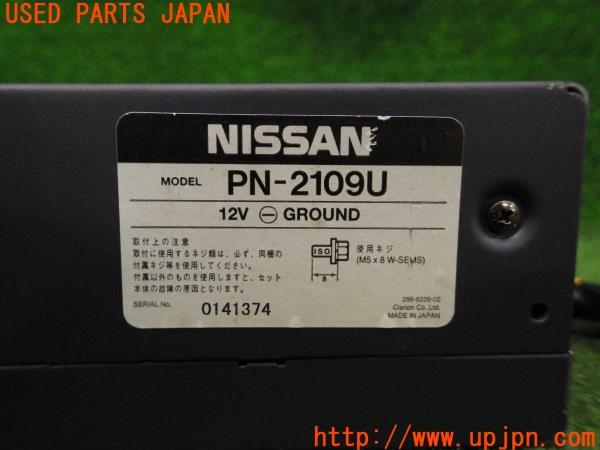 USED PARTS JAPAN
NISSAN
MODEL PN-2109U
12V ⊖ GROUND
取付上の注意
取付に使用するネジ類は、必ず、同梱の
付属ネジ等を使用してください。
付属以外のものを使用しますと、セット
本体の故障の原因となります。
ISO
8
使用ネジ
(M5 x 8 W-SEMS)
SERIAL No. 0141374
286-8228-02
Clarion Co.,Ltd.
MADE IN JAPAN
http://www.upjpn.com/